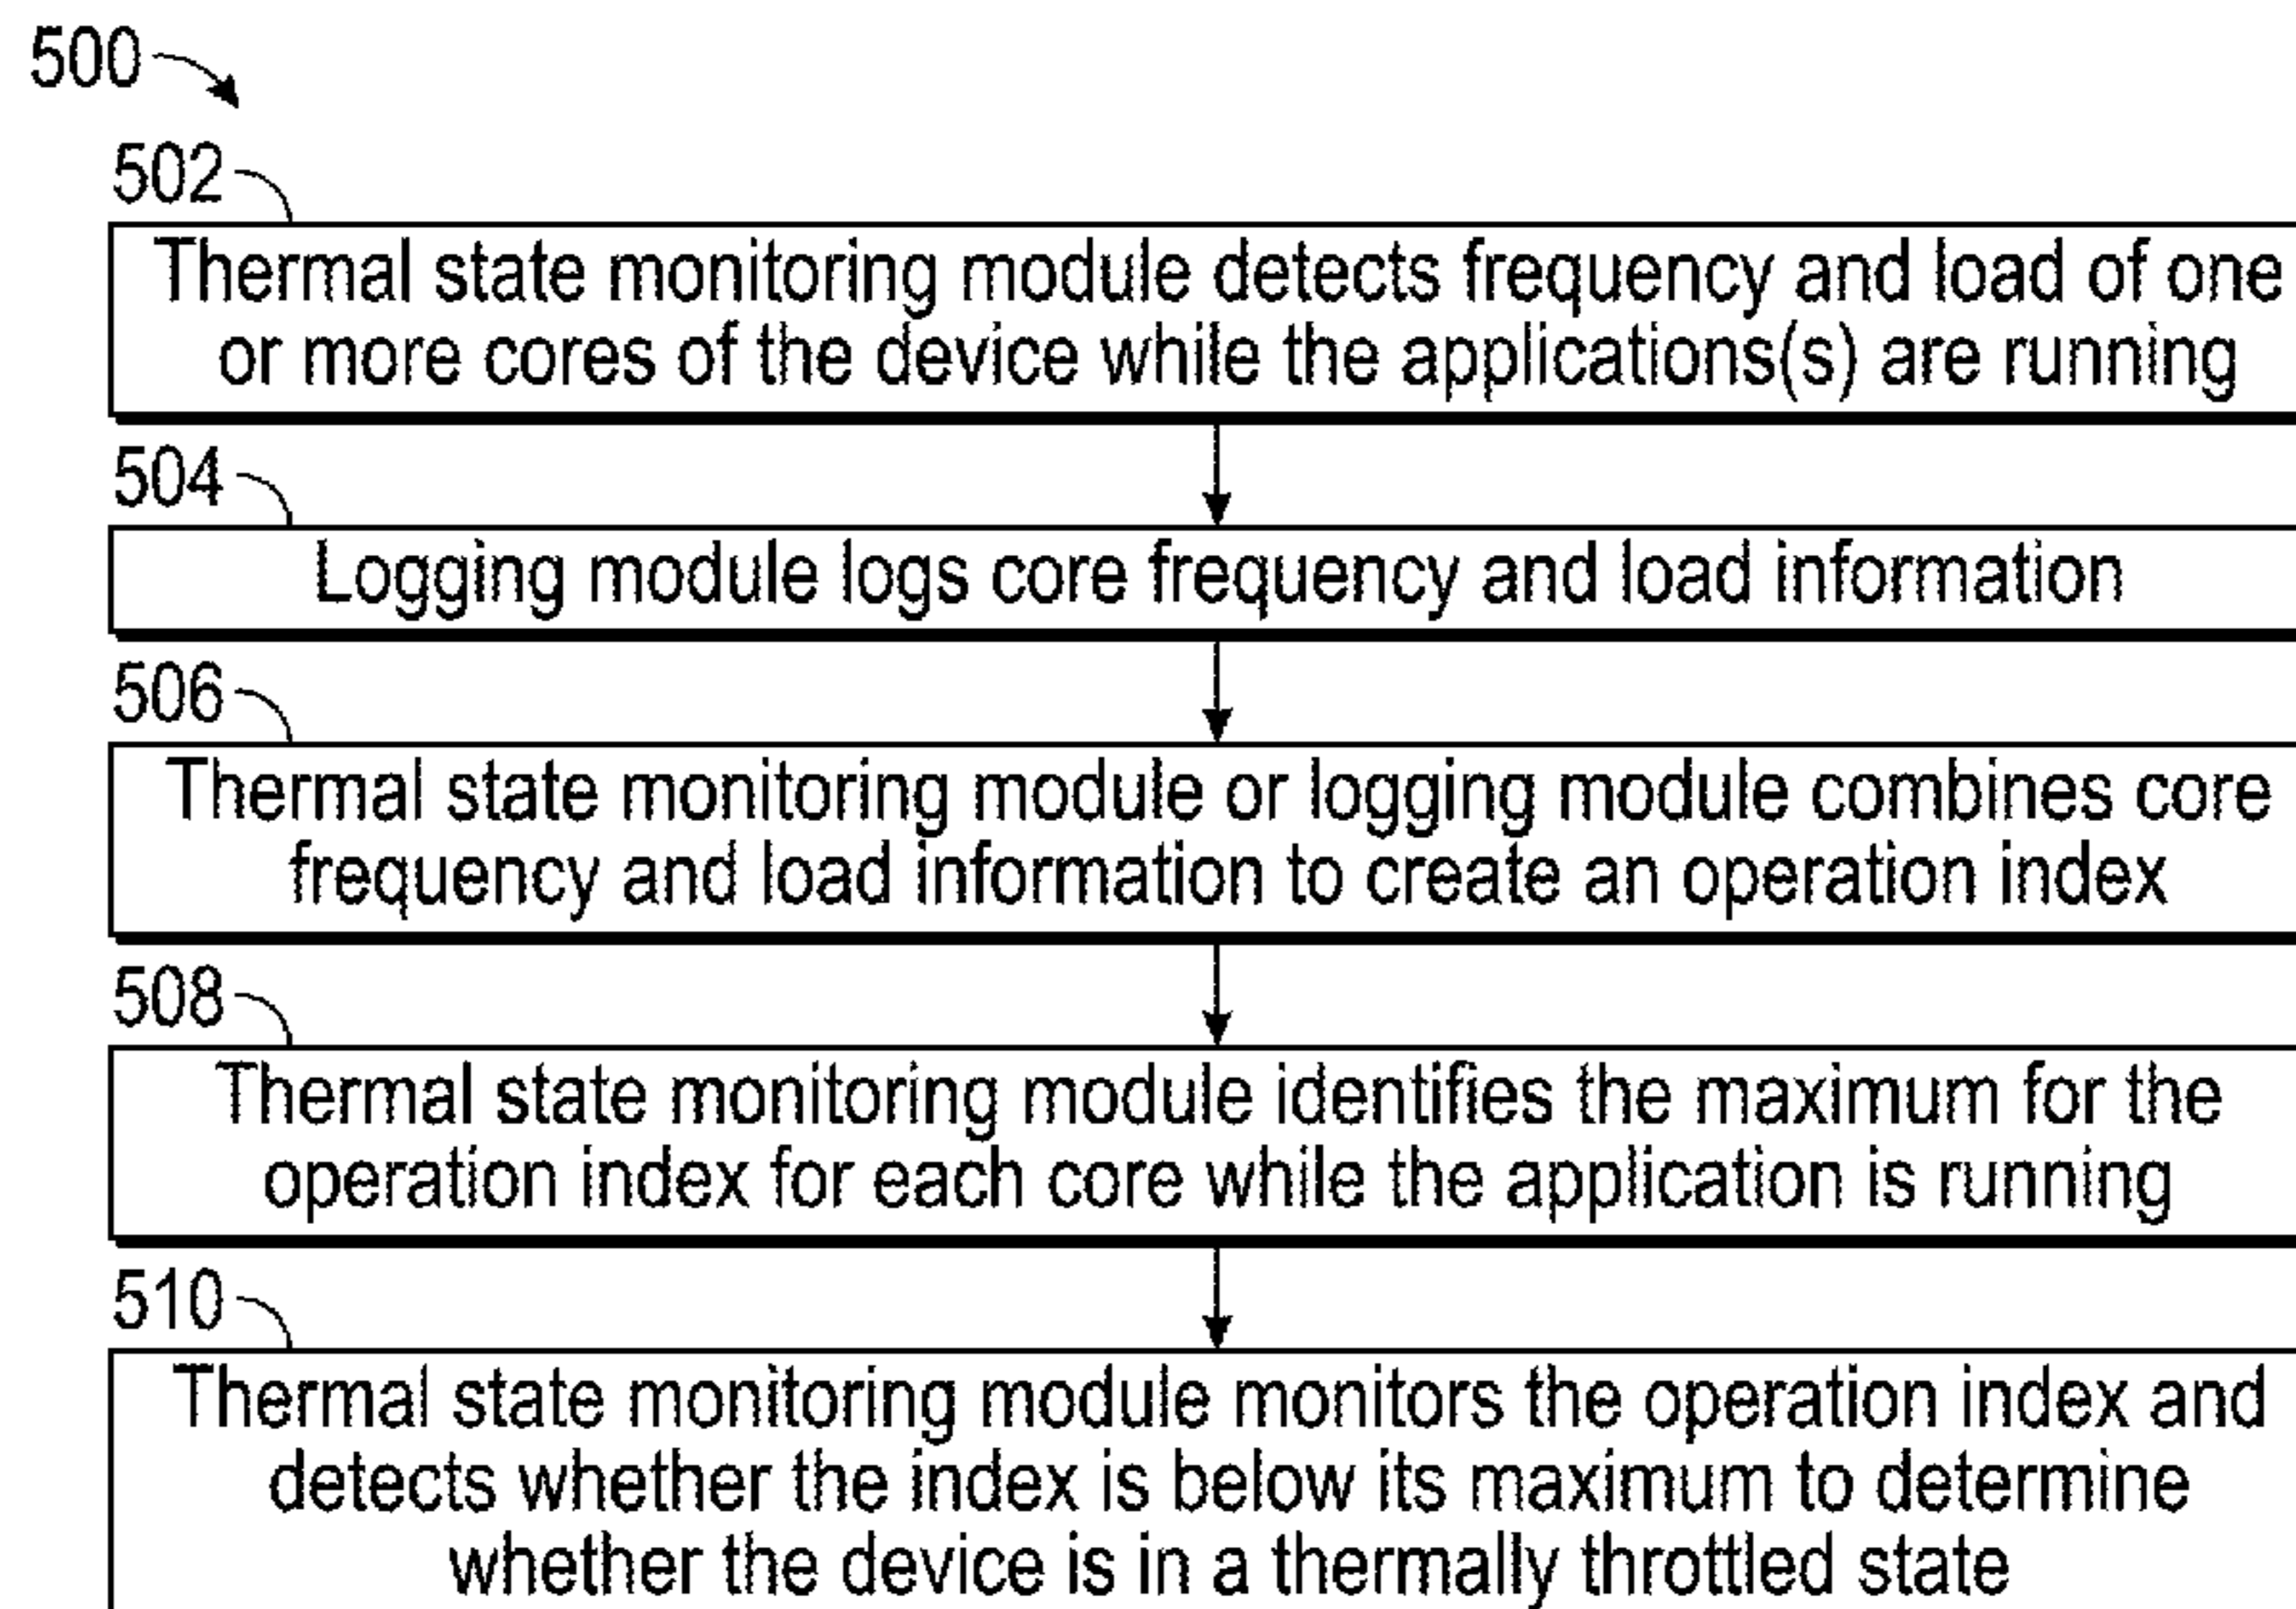 500
502
Thermal state monitoring module detects frequency and load of one
or more cores of the device while the applications(s) are running
504
Logging module logs core frequency and load information
506
Thermal state monitoring module or logging module combines core
frequency and load information to create an operation index
508
Thermal state monitoring module identifies the maximum for the
operation index for each core while the application is running
510
Thermal state monitoring module monitors the operation index and
detects whether the index is below its maximum to determine
whether the device is in a thermally throttled state